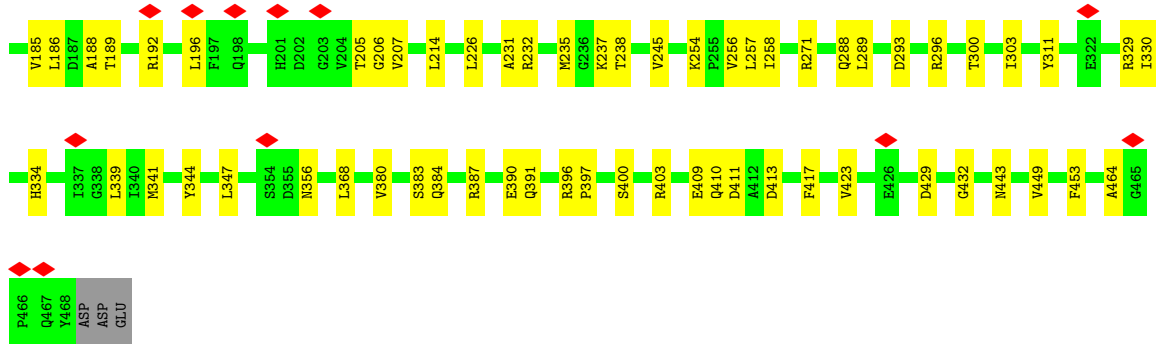 V185 L186 D187 A188 T189 R192 L196 F197 Q198 H201 D202 G203 V204 T205 G206 V207 L214 L226 A231 R232 M235 G236 K237 T238 V245 K254 P255 V256 L257 I258 R271 Q288 L289 D293 R296 T300 I303 Y311 E322 R329 I330
H334 I337 G338 L339 I340 M341 Y344 L347 S354 D355 N356 L368 V380 S383 Q384 R387 E390 Q391 R396 P397 S400 R403 E409 Q410 D411 A412 D413 F417 V423 E426 D429 G432 N443 V449 F453 A464 G465
P466 Q467 Y468 ASP ASP GLU